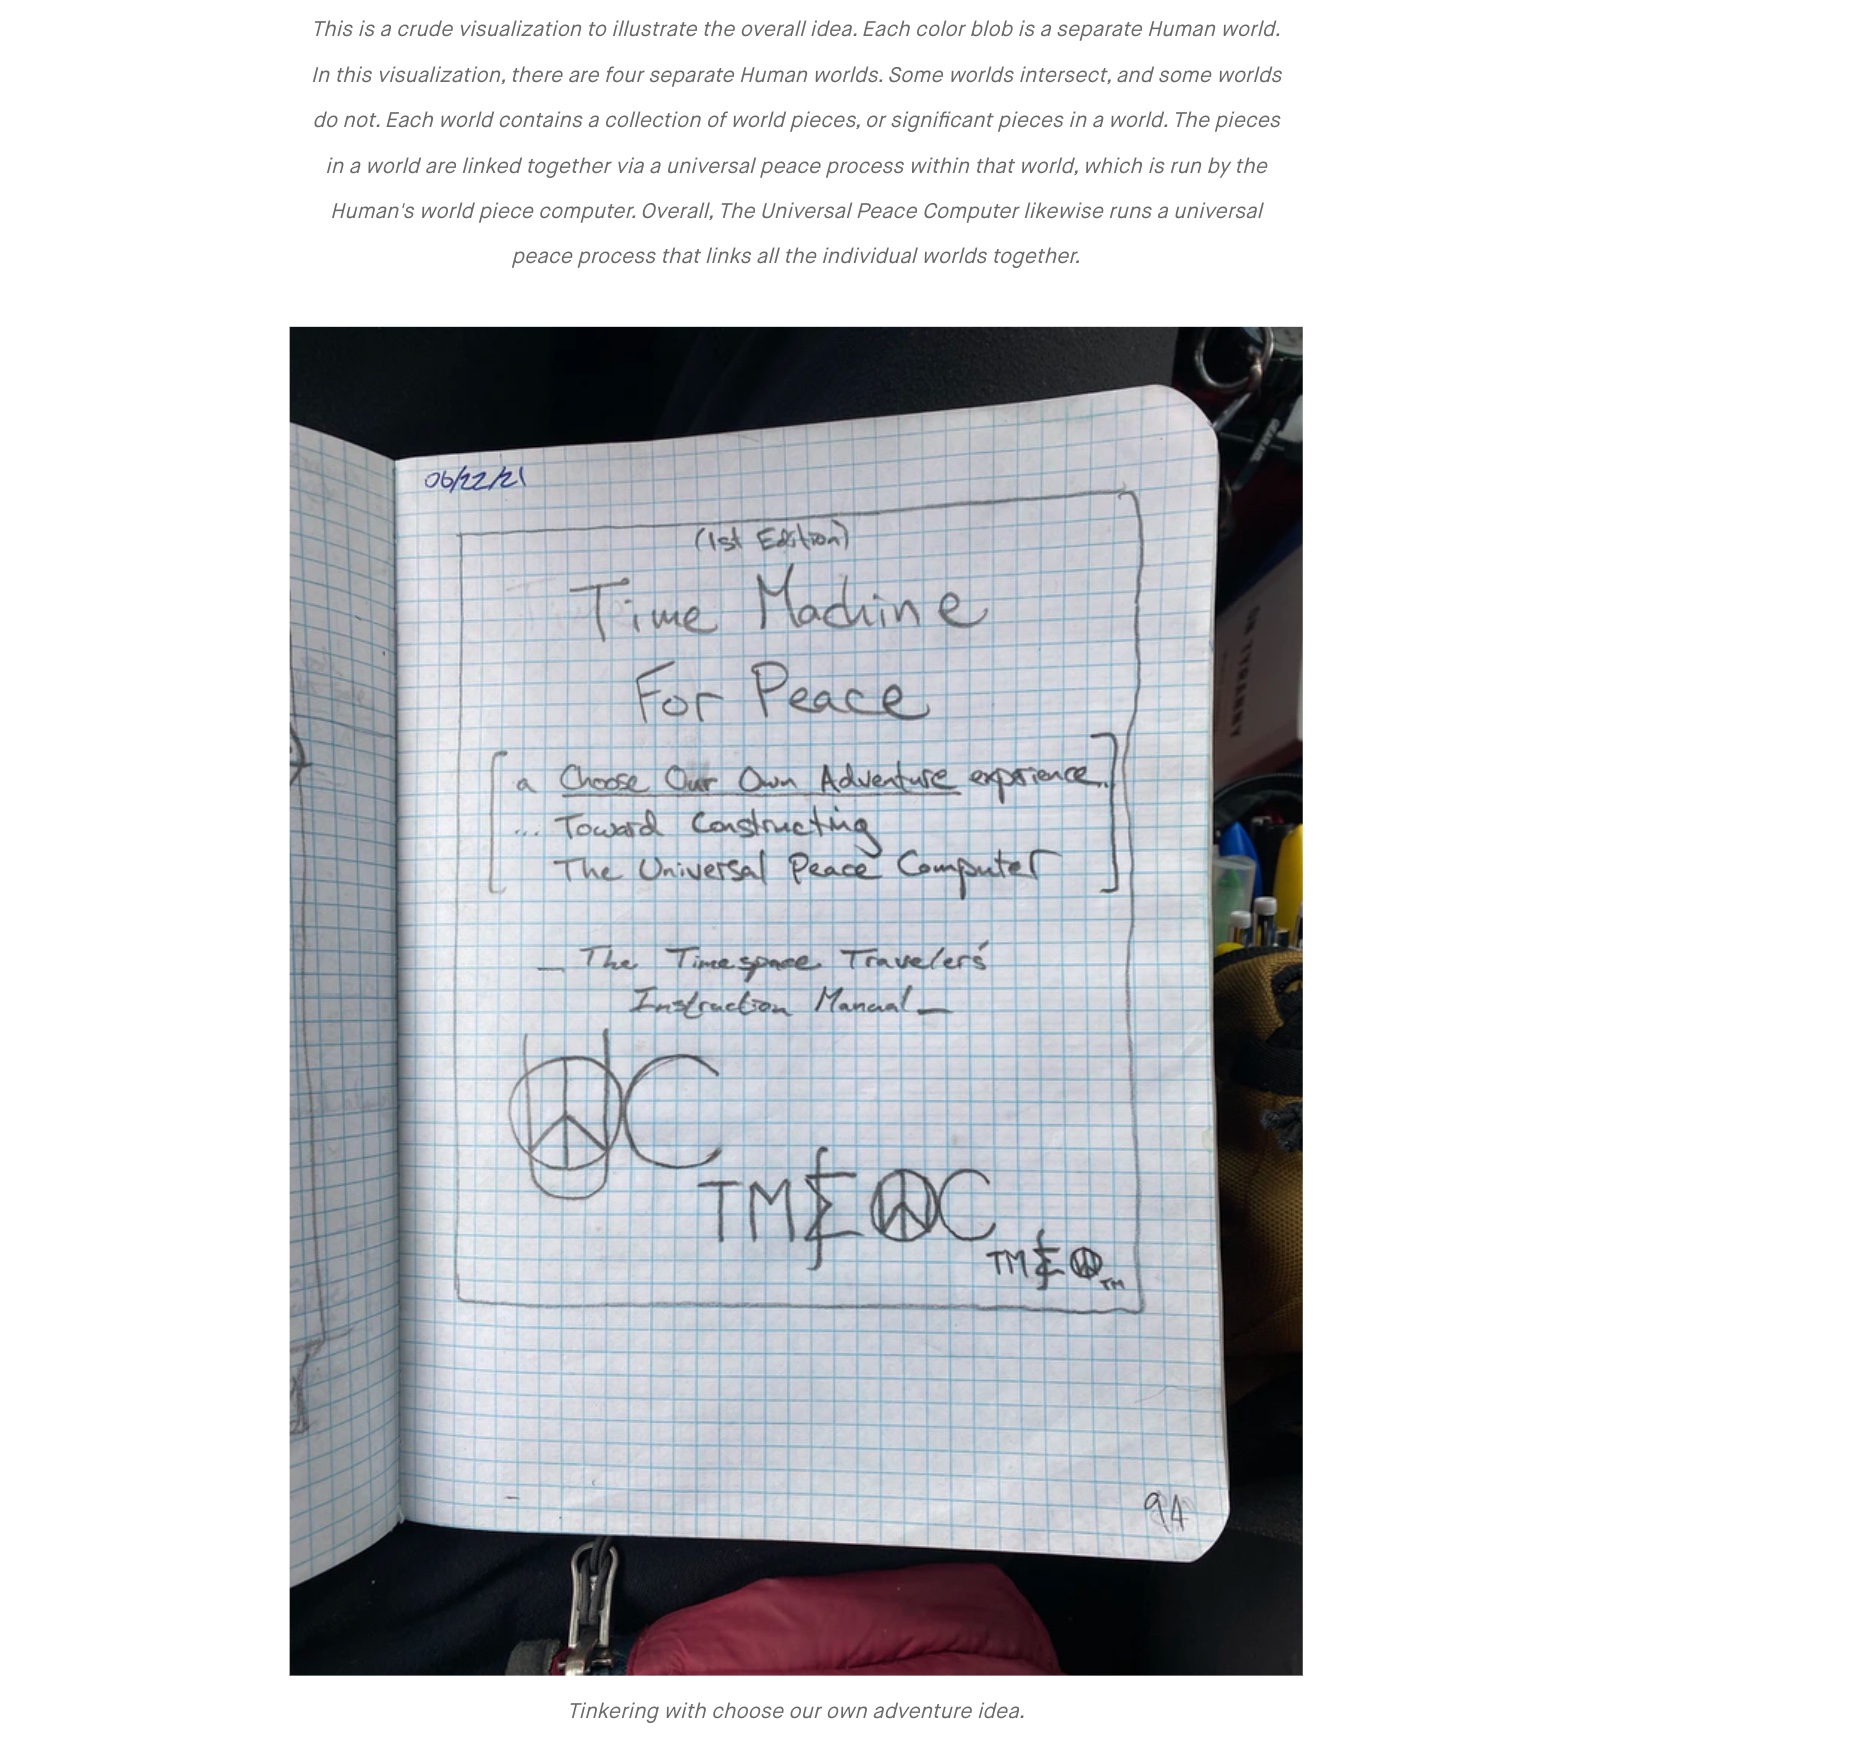 This is a crude visualization to illustrate the overall idea. Each color blob is a separate Human world.
In this visualization, there are four separate Human worlds. Some worlds intersect, and some worlds
do not. Each world contains a collection of world pieces, or significant pieces in a world. The pieces
in a world are linked together via a universal peace process within that world, which is run by the
Human's world piece computer. Overall, The Universal Peace Computer likewise runs a universal
peace process that links all the individual worlds together.
06/22/21
(1st Edition)
Time Machine
For Peace
[a Choose Our Own Adventure experience]
... Toward Constructing
The Universal Peace Computer
ON TYRANNY
— The Timespace Travelers'
Instruction Manual —
C
TM C
TM
TM
94
Tinkering with choose our own adventure idea.